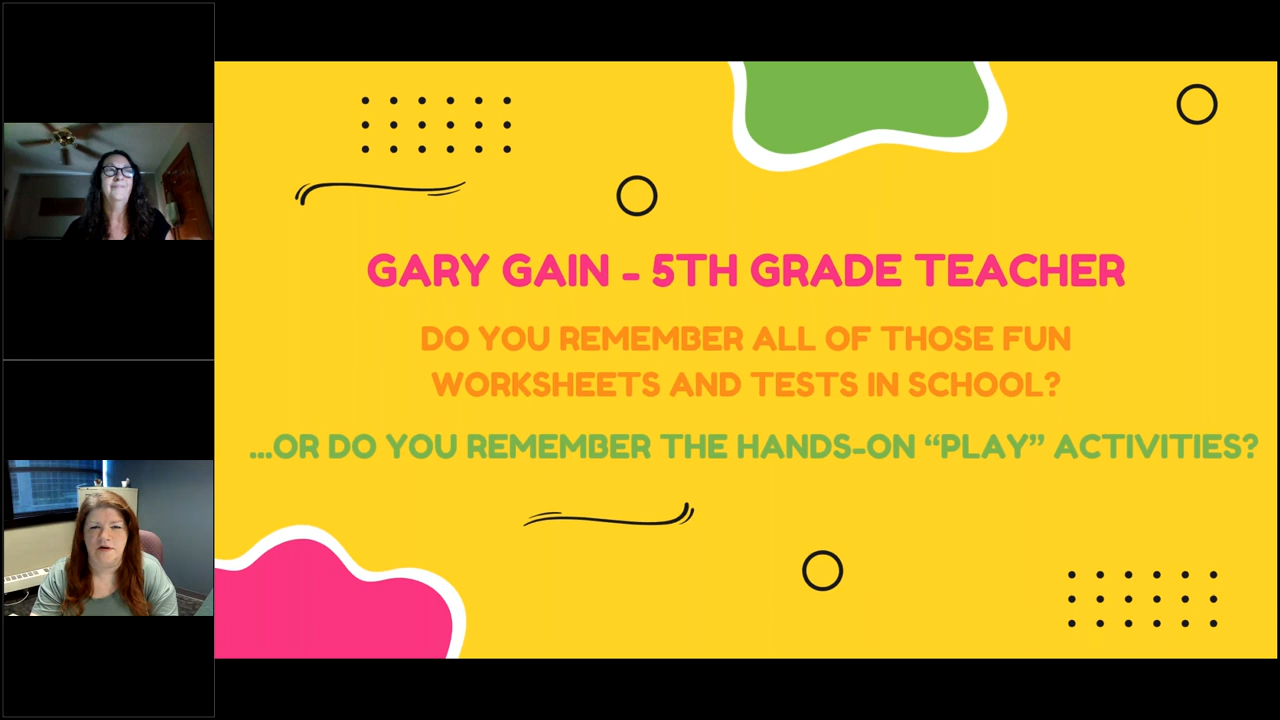 GARY GAIN - 5TH GRADE TEACHER
DO YOU REMEMBER ALL OF THOSE FUN
WORKSHEETS AND TESTS IN SCHOOL?
...OR DO YOU REMEMBER THE HANDS-ON “PLAY” ACTIVITIES?